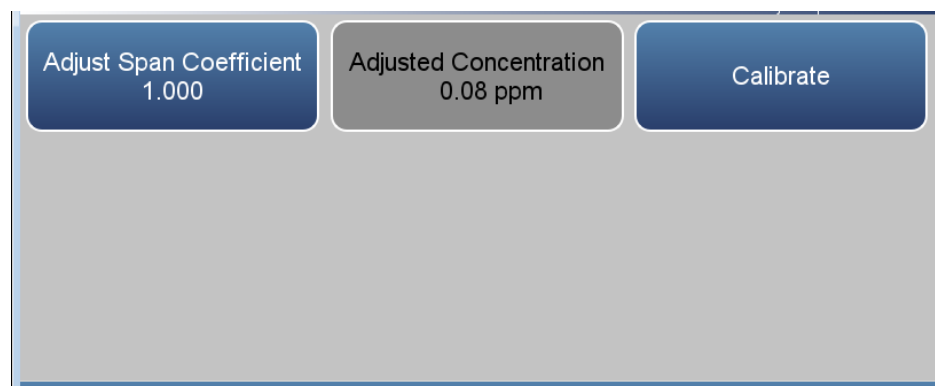 Adjust Span Coefficient
1.000
Adjusted Concentration
0.08 ppm
Calibrate